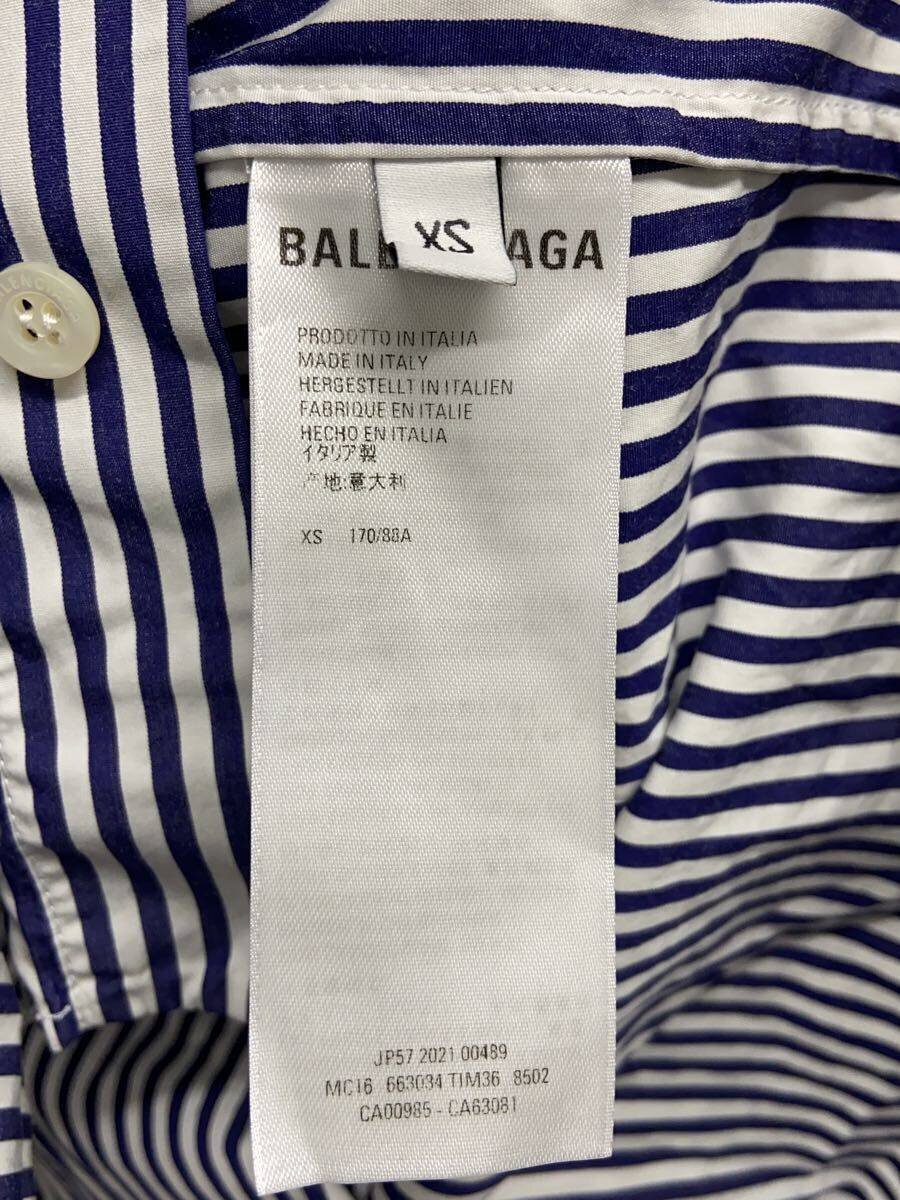 XS
BALENCIAGA
BALENCIAGA
PRODOTTO IN ITALIA
MADE IN ITALY
HERGESTELLT IN ITALIEN
FABRIQUE EN ITALIE
HECHO EN ITALIA
イタリア製
产地:意大利
XS 170/88A
JP57 2021 00489
MC16 663034 TIM36 8502
CA00985 - CA63081